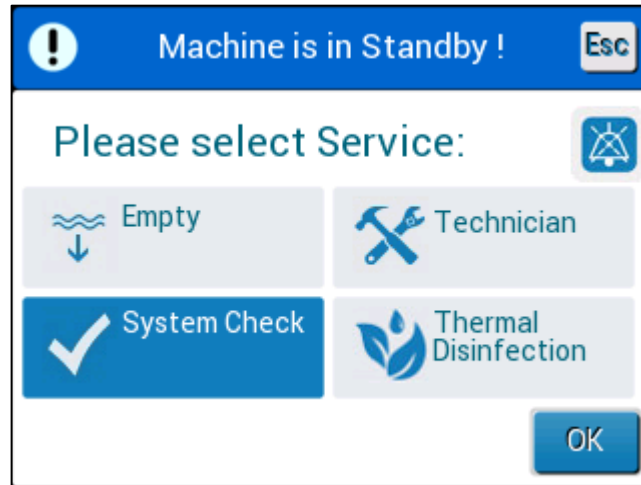 Machine is in Standby !
Esc
Please select Service:
Empty
Technician
System Check
Thermal
Disinfection
OK